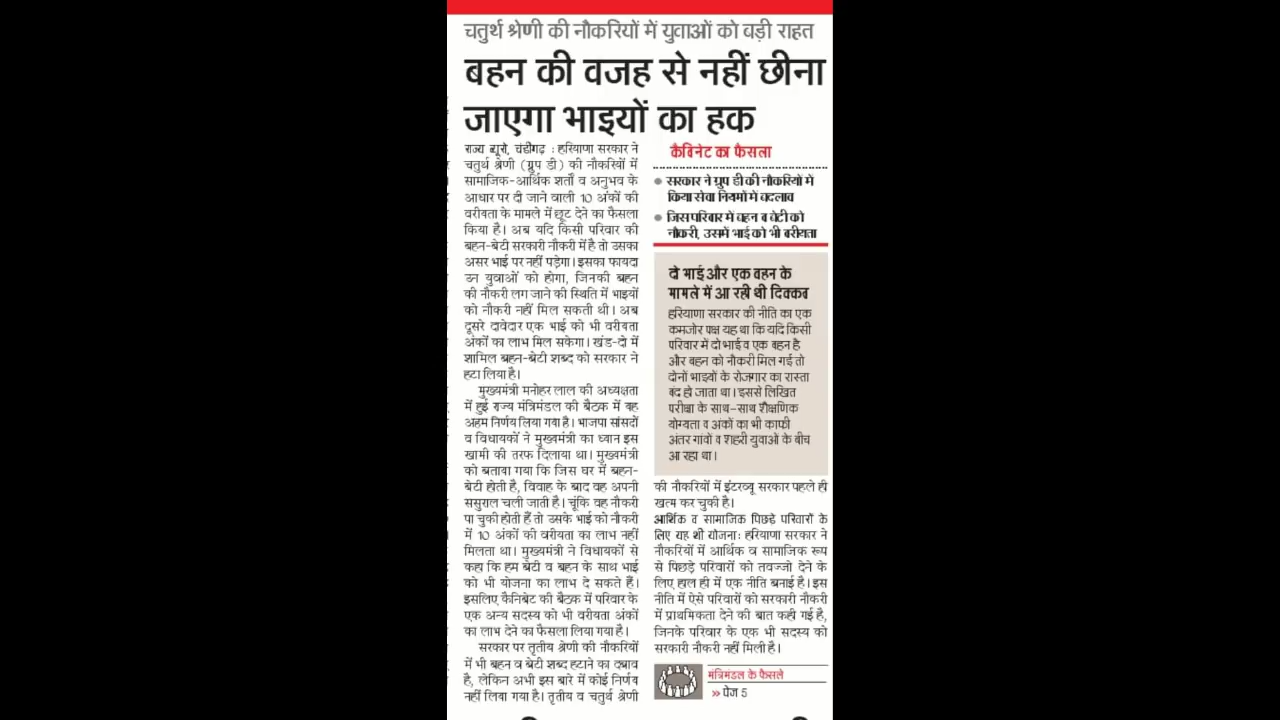 चतुर्थ श्रेणी की नौकरियों में युवाओं को बड़ी राहत
बहन की वजह से नहीं छीना
जाएगा भाइयों का हक
राज्य ब्यूरो, चंडीगढ़ : हरियाणा सरकार ने
चतुर्थ श्रेणी (ग्रुप डी) की नौकरियों में
सामाजिक-आर्थिक शर्तों व अनुभव के
आधार पर दी जाने वाली 10 अंकों की
वरीयता के मामले में छूट देने का फैसला
किया है। अब यदि किसी परिवार की
बहन-बेटी सरकारी नौकरी में है तो उसका
असर भाई पर नहीं पड़ेगा। इसका फायदा
उन युवाओं को होगा, जिनकी बहन
की नौकरी लग जाने की स्थिति में भाइयों
को नौकरी नहीं मिल सकती थी। अब
दूसरे दावेदार एक भाई को भी वरीयता
अंकों का लाभ मिल सकेगा। खंड-दो में
शामिल बहन-बेटी शब्द को सरकार ने
हटा लिया है।
मुख्यमंत्री मनोहर लाल की अध्यक्षता
में हुई राज्य मंत्रिमंडल की बैठक में यह
अहम निर्णय लिया गया है। भाजपा सांसदों
व विधायकों ने मुख्यमंत्री का ध्यान इस
खामी की तरफ दिलाया था। मुख्यमंत्री
को बताया गया कि जिस घर में बहन-
बेटी होती है, विवाह के बाद वह अपनी
ससुराल चली जाती है। चूंकि वह नौकरी
पा चुकी होती हैं तो उसके भाई को नौकरी
में 10 अंकों की वरीयता का लाभ नहीं
मिलता था। मुख्यमंत्री ने विधायकों से
कहा कि हम बेटी व बहन के साथ भाई
को भी योजना का लाभ दे सकते हैं।
इसलिए कैनिबेट की बैठक में परिवार के
एक अन्य सदस्य को भी वरीयता अंकों
का लाभ देने का फैसला लिया गया है।
सरकार पर तृतीय श्रेणी की नौकरियों
में भी बहन व बेटी शब्द हटाने का दबाव
है, लेकिन अभी इस बारे में कोई निर्णय
नहीं लिया गया है। तृतीय व चतुर्थ श्रेणी
कैबिनेट का फैसला
सरकार ने ग्रुप डी की नौकरियों में
किया सेवा नियमों में बदलाव
जिस परिवार में बहन व बेटी को
नौकरी, उसमें भाई को भी वरीयता
दो भाई और एक बहन के
मामले में आ रही थी दिक्कत
हरियाणा सरकार की नीति का एक
कमजोर पक्ष यह था कि यदि किसी
परिवार में दो भाई व एक बहन है
और बहन को नौकरी मिल गई तो
दोनों भाइयों के रोजगार का रास्ता
बंद हो जाता था। इससे लिखित
परीक्षा के साथ-साथ शैक्षणिक
योग्यता व अंकों का भी काफी
अंतर गांवों व शहरी युवाओं के बीच
आ रहा था।
की नौकरियों में इंटरव्यू सरकार पहले ही
खत्म कर चुकी है।
आर्थिक व सामाजिक पिछड़े परिवारों के
लिए यह थी योजना: हरियाणा सरकार ने
नौकरियों में आर्थिक व सामाजिक रूप
से पिछड़े परिवारों को तवज्जो देने के
लिए हाल ही में एक नीति बनाई है। इस
नीति में ऐसे परिवारों को सरकारी नौकरी
में प्राथमिकता देने की बात कही गई है,
जिनके परिवार के एक भी सदस्य को
सरकारी नौकरी नहीं मिली है।
मंत्रिमंडल के फैसले
» पेज 5